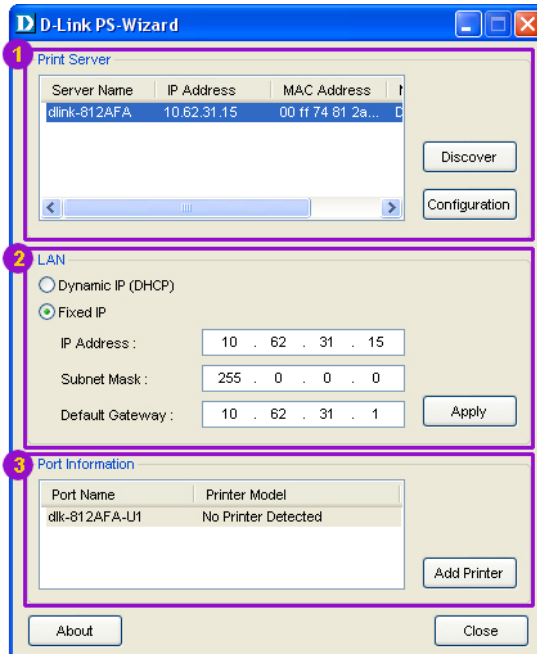 D D-Link PS-Wizard
1
Print Server
Server Name IP Address MAC Address
dlink-812AFA 10.62.31.15 00 ff 74 81 2a... D
Discover
Configuration
2
LAN
Dynamic IP (DHCP)
Fixed IP
IP Address : 10 . 62 . 31 . 15
Subnet Mask : 255 . 0 . 0 . 0
Default Gateway : 10 . 62 . 31 . 1
Apply
3
Port Information
Port Name Printer Model
dlk-812AFA-U1 No Printer Detected
Add Printer
About Close